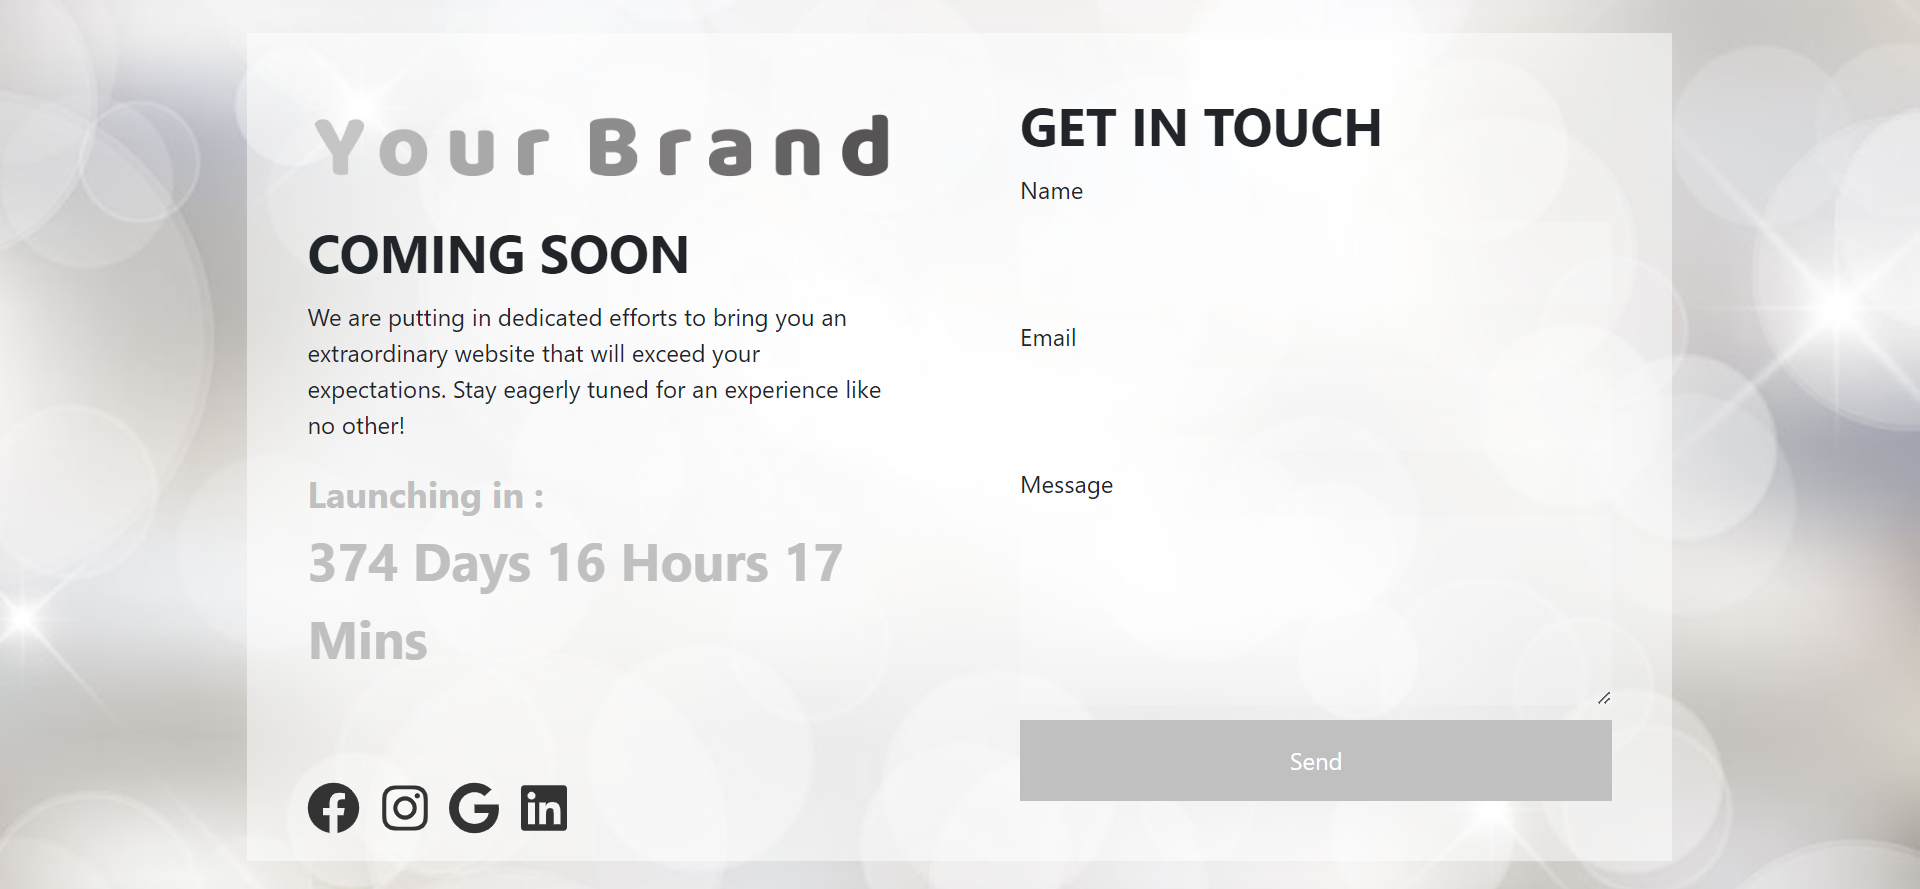 Your Brand
COMING SOON
We are putting in dedicated efforts to bring you an
extraordinary website that will exceed your
expectations. Stay eagerly tuned for an experience like
no other!
Launching in :
374 Days 16 Hours 17
Mins
GET IN TOUCH
Name
Email
Message
Send